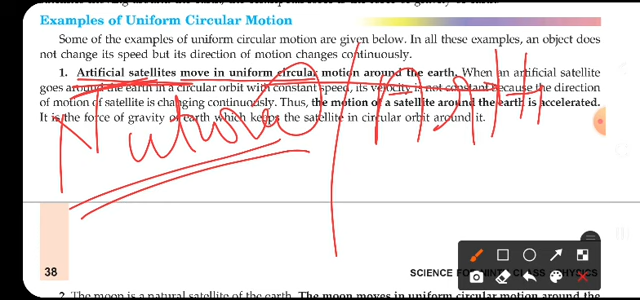 Examples of Uniform Circular Motion
Some of the examples of uniform circular motion are given below. In all these examples, an object does
not change its speed but its direction of motion changes continuously.
1. Artificial satellites move in uniform circular motion around the earth. When an artificial satellite
goes around the earth in a circular orbit with constant speed, its velocity is not constant because the direction
of motion of satellite is changing continuously. Thus, the motion of a satellite around the earth is accelerated.
It is the force of gravity of earth which keeps the satellite in circular orbit around it.
38
SCIENCE FOR NINTH CLASS PHYSICS
2. The moon is a natural satellite of the earth. The moon moves in uniform circular motion around the